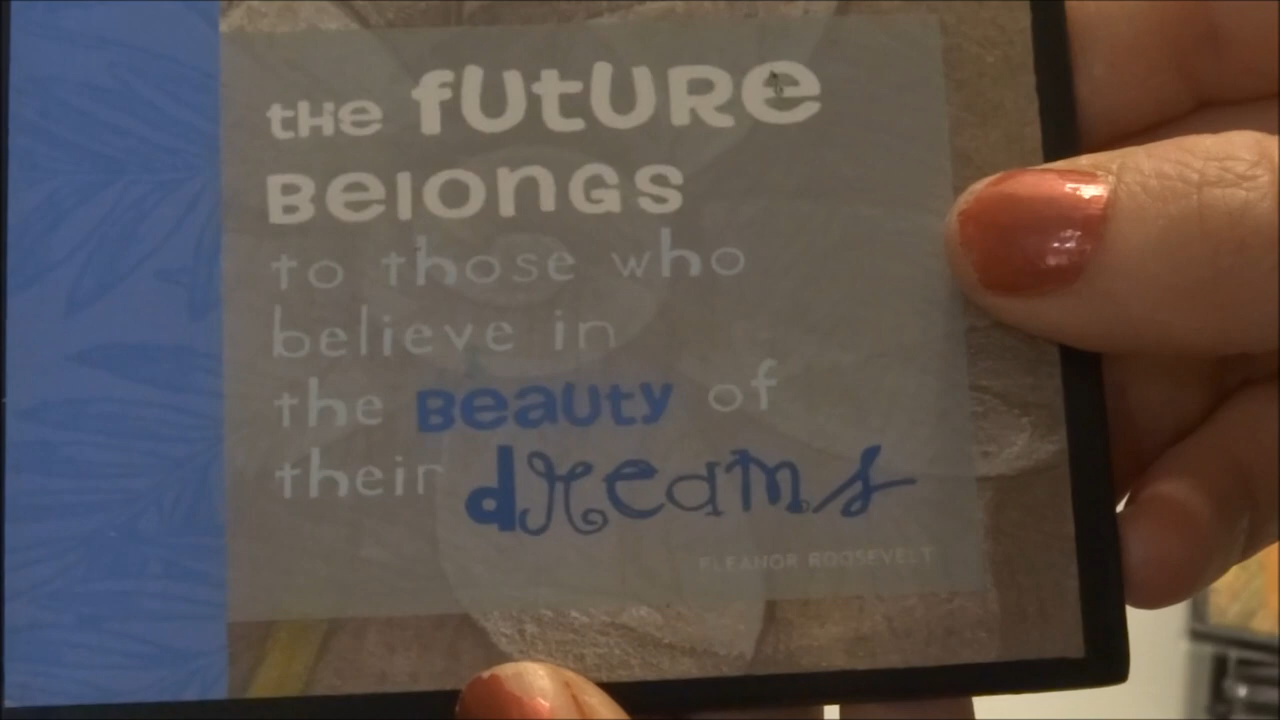 the future
Belongs
to those who
believe in
the Beauty of
their dreams
ELEANOR ROOSEVELT